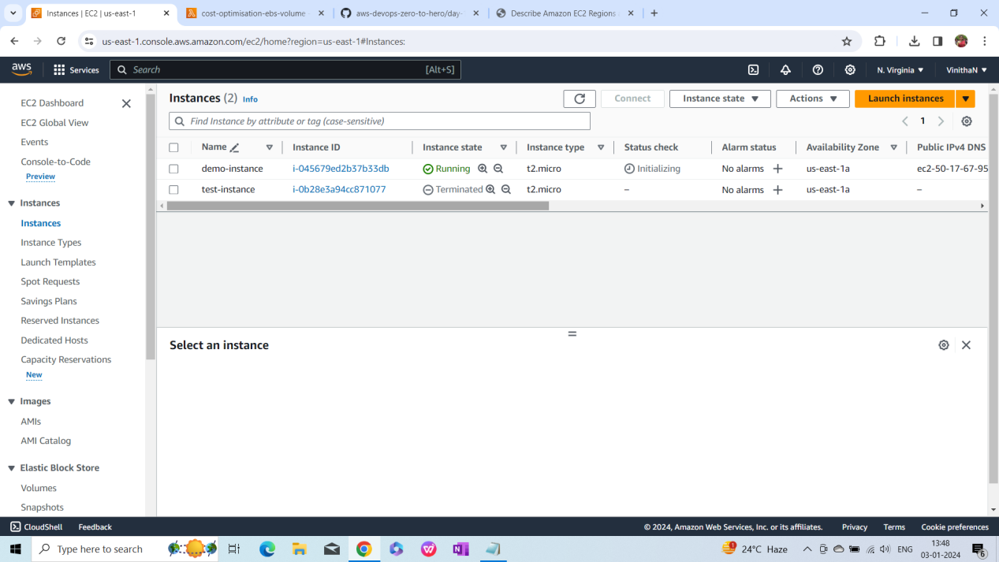 Instances | EC2 | us-east-1
cost-optimisation-ebs-volume
aws-devops-zero-to-hero/day-
Describe Amazon EC2 Regions
us-east-1.console.aws.amazon.com/ec2/home?region=us-east-1#Instances:
aws
Services
Search
[Alt+S]
N. Virginia
VinithaN
EC2 Dashboard
EC2 Global View
Events
Console-to-Code
Preview
Instances
Instances
Instance Types
Launch Templates
Spot Requests
Savings Plans
Reserved Instances
Dedicated Hosts
Capacity Reservations
New
Images
AMIs
AMI Catalog
Elastic Block Store
Volumes
Snapshots
Instances (2) Info
Connect
Instance state
Actions
Launch instances
Find Instance by attribute or tag (case-sensitive)
1
Name Instance ID Instance state Instance type Status check Alarm status Availability Zone Public IPv4 DNS
demo-instance i-045679ed2b37b33db Running t2.micro Initializing No alarms + us-east-1a ec2-50-17-67-95
test-instance i-0b28e3a94cc871077 Terminated t2.micro – No alarms + us-east-1a –
Select an instance
CloudShell
Feedback
© 2024, Amazon Web Services, Inc. or its affiliates.
Privacy
Terms
Cookie preferences
Type here to search
1
24°C Haze
ENG
13:48
03-01-2024
6